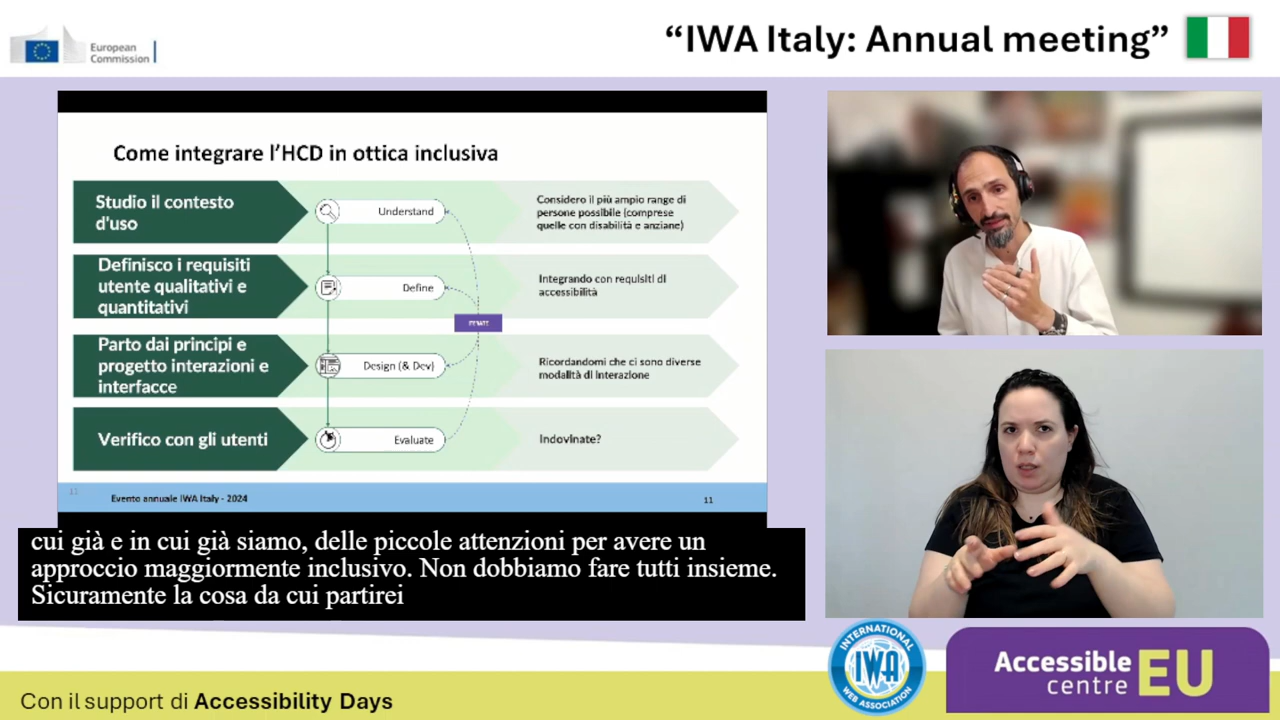 European
Commission
“IWA Italy: Annual meeting”
Come integrare l’HCD in ottica inclusiva
Studio il contesto
d'uso
Understand
Considero il più ampio range di
persone possibile (comprese
quelle con disabilità e anziane)
Definisco i requisiti
utente qualitativi e
quantitativi
Define
Integrando con requisiti di
accessibilità
ITERATE
Parto dai principi e
progetto interazioni e
interfacce
Design (& Dev)
Ricordandomi che ci sono diverse
modalità di interazione
Verifico con gli utenti
Evaluate
Indovinate?
11
Evento annuale IWA Italy - 2024
11
cui già e in cui già siamo, delle piccole attenzioni per avere un
approccio maggiormente inclusivo. Non dobbiamo fare tutti insieme.
Sicuramente la cosa da cui partirei
INTERNATIONAL
IWA
WEB ASSOCIATION
Accessible
centre
EU
Con il support di Accessibility Days